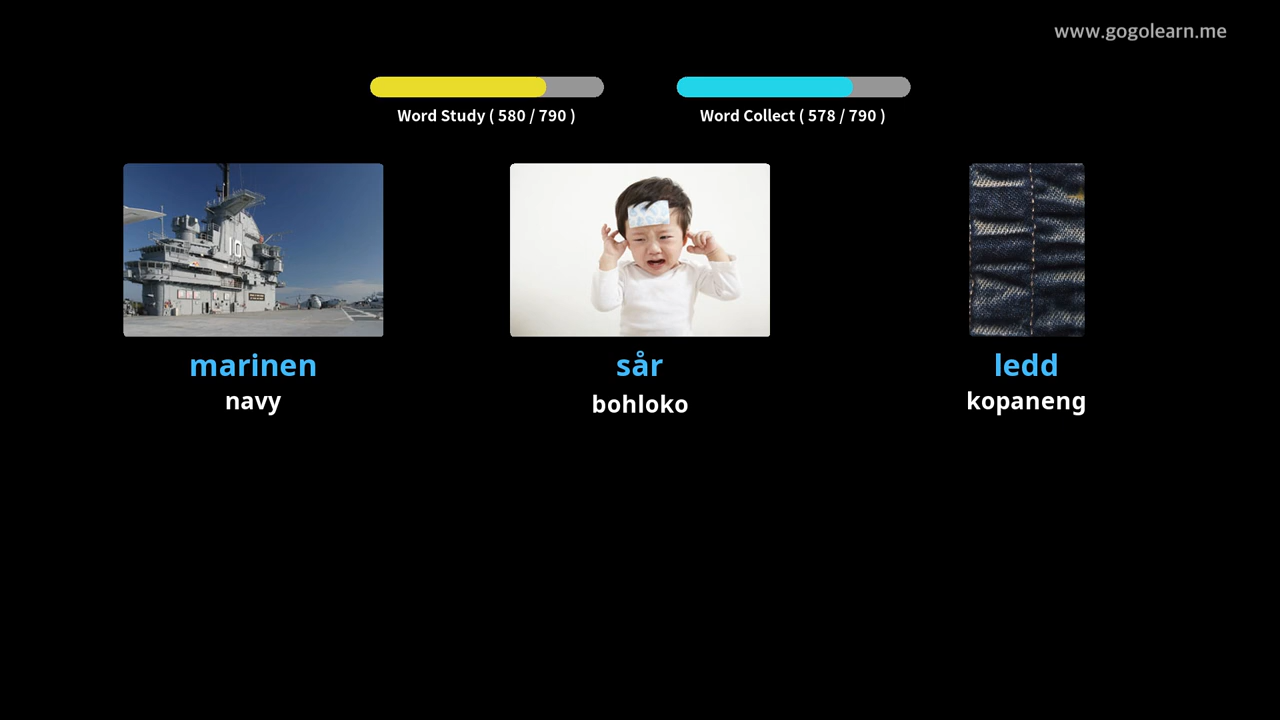 www.gogolearn.me
Word Study ( 580 / 790 )
Word Collect ( 578 / 790 )
marinen
navy
sår
bohloko
ledd
kopaneng